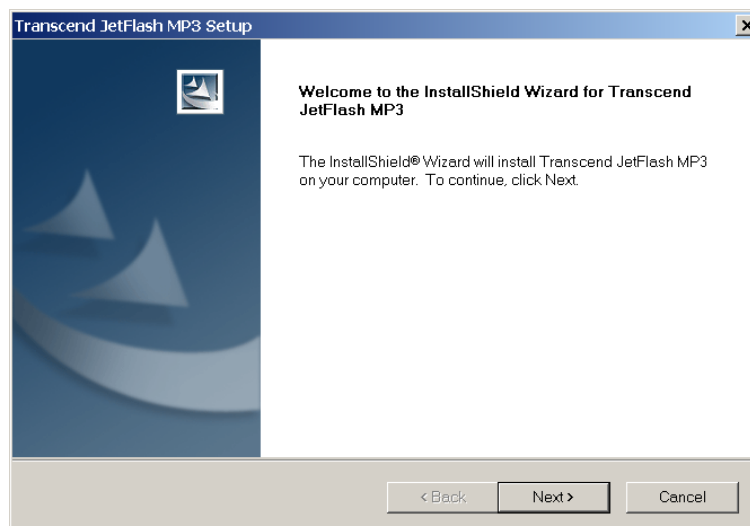 Transcend JetFlash MP3 Setup
Welcome to the InstallShield Wizard for Transcend
JetFlash MP3
The InstallShield® Wizard will install Transcend JetFlash MP3
on your computer. To continue, click Next.
< Back Next > Cancel